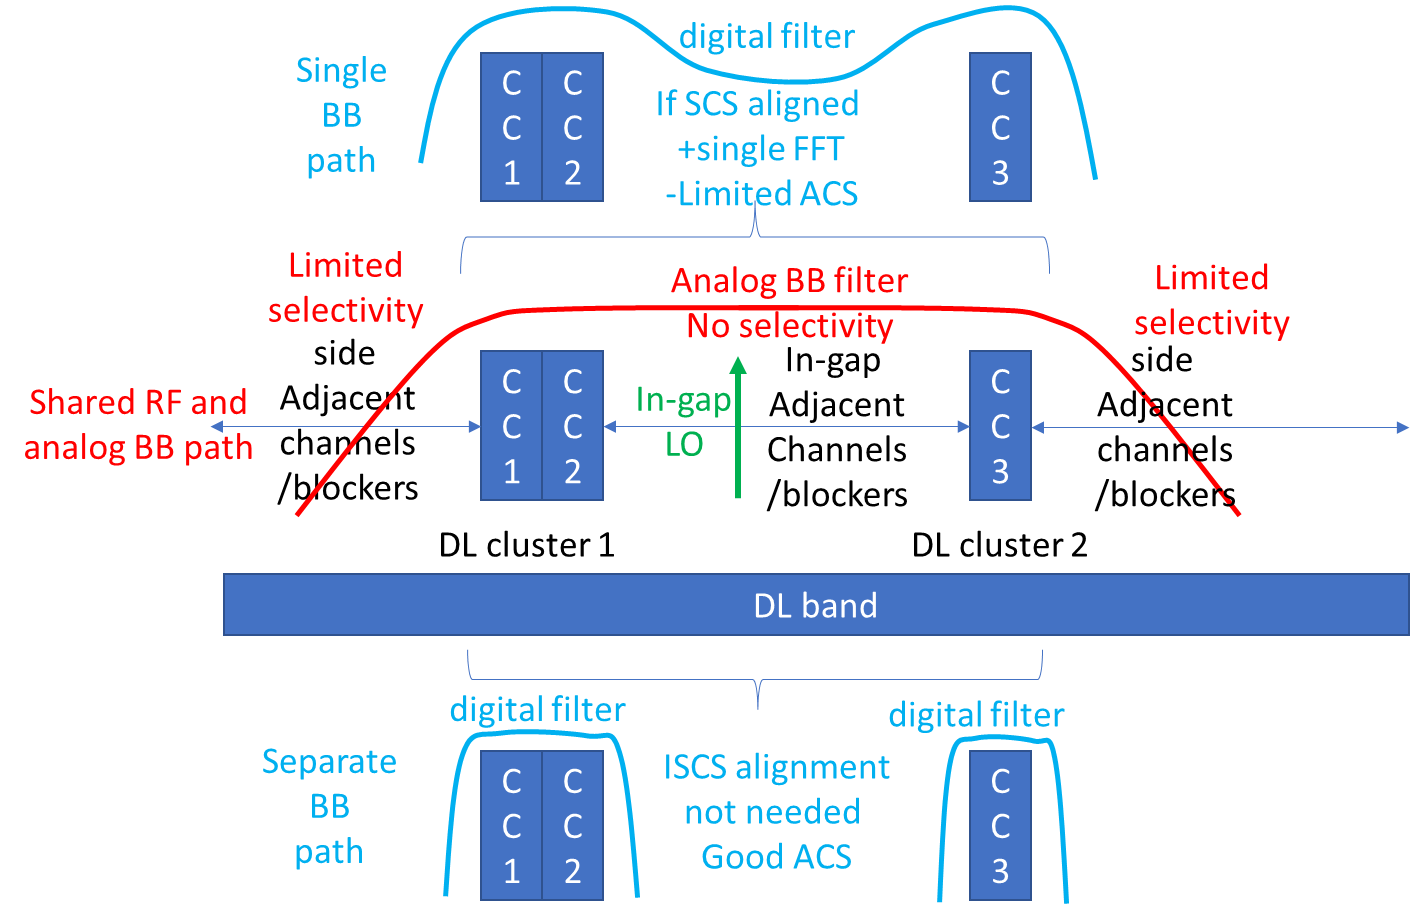 digital filter
Single
BB
path
C
C
1
C
C
2
If SCS aligned
+single FFT
-Limited ACS
C
C
3
Limited
selectivity
Analog BB filter
No selectivity
Limited
selectivity
Shared RF and
analog BB path
side
Adjacent
channels
/blockers
C
C
1
C
C
2
In-gap
LO
In-gap
Adjacent
Channels
/blockers
C
C
3
side
Adjacent
channels
/blockers
DL cluster 1
DL cluster 2
DL band
digital filter
digital filter
Separate
BB
path
C
C
1
C
C
2
ISCS alignment
not needed
Good ACS
C
C
3